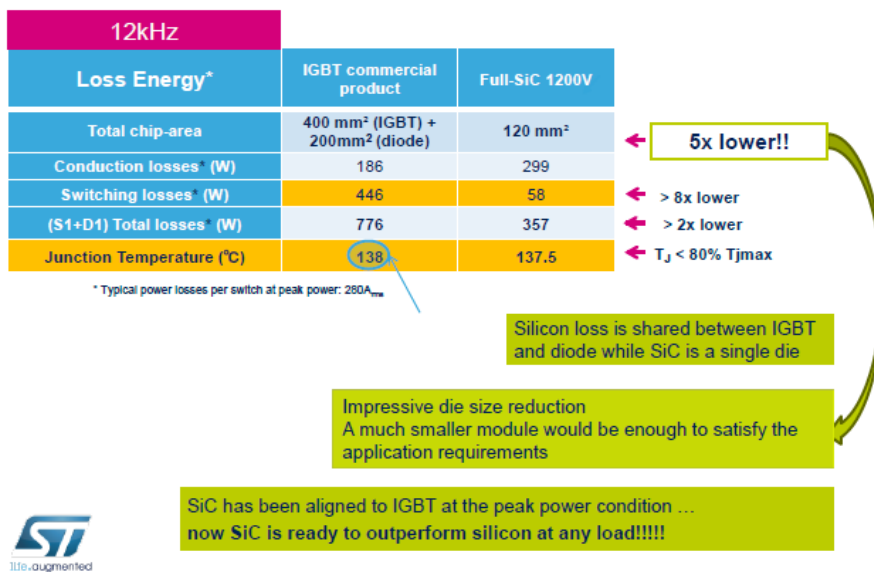 12kHz
Loss Energy*
IGBT commercial
product
Full-SiC 1200V
Total chip-area
400 mm² (IGBT) +
200mm² (diode)
120 mm²
5x lower!!
Conduction losses* (W)
186
299
Switching losses* (W)
446
58
> 8x lower
(S1+D1) Total losses* (W)
776
357
> 2x lower
Junction Temperature (°C)
138
137.5
TJ < 80% Tjmax
* Typical power losses per switch at peak power: 280Arms
Silicon loss is shared between IGBT
and diode while SiC is a single die
Impressive die size reduction
A much smaller module would be enough to satisfy the
application requirements
SiC has been aligned to IGBT at the peak power condition …
now SiC is ready to outperform silicon at any load!!!!!
ST
life.augmented